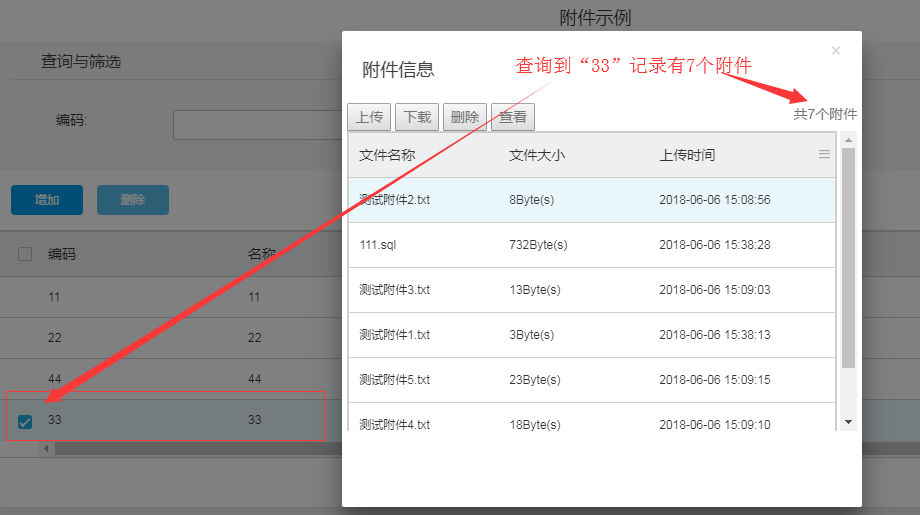 附件示例
查询与筛选
编码:
增加 删除
编码 名称
11 11
22 22
44 44
33 33
附件信息
×
查询到“33”记录有7个附件
上传 下载 删除 查看
共7个附件
文件名称 文件大小 上传时间
测试附件2.txt 8Byte(s) 2018-06-06 15:08:56
111.sql 732Byte(s) 2018-06-06 15:38:28
测试附件3.txt 13Byte(s) 2018-06-06 15:09:03
测试附件1.txt 3Byte(s) 2018-06-06 15:38:13
测试附件5.txt 23Byte(s) 2018-06-06 15:09:15
测试附件4.txt 18Byte(s) 2018-06-06 15:09:10